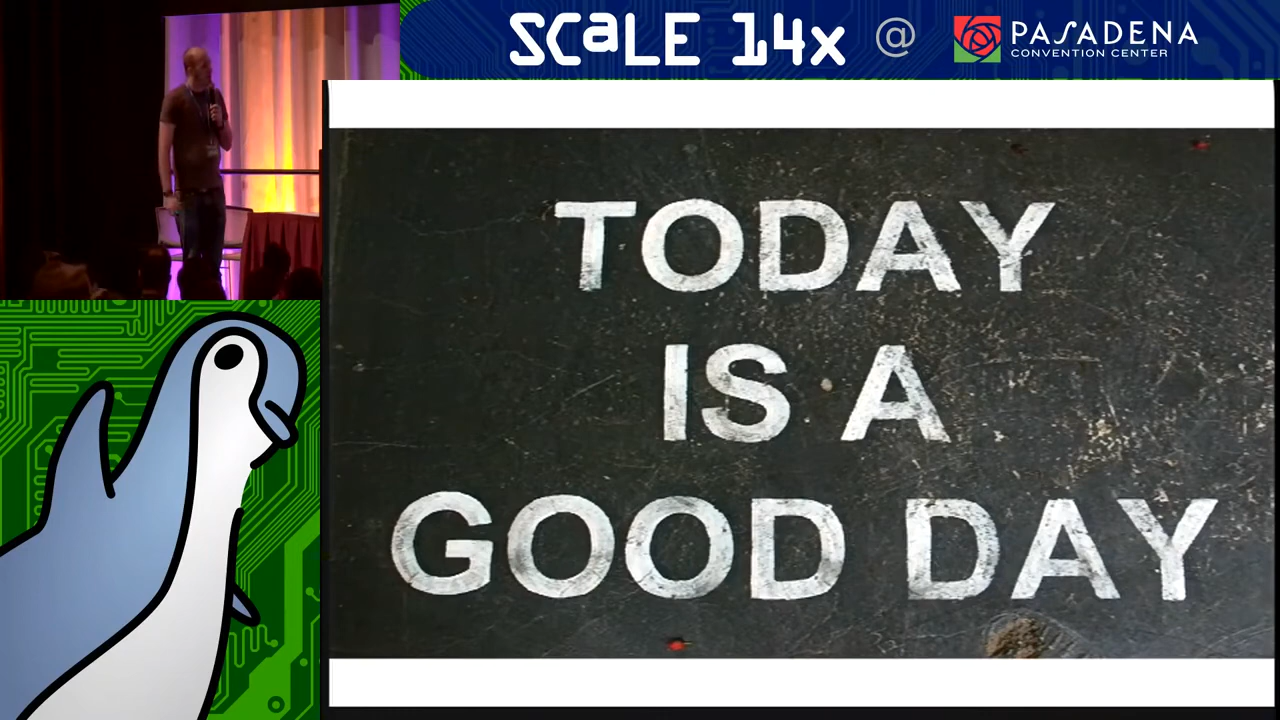 SCaLE 14x @ PASADENA
CONVENTION CENTER
TODAY
IS A
GOOD DAY